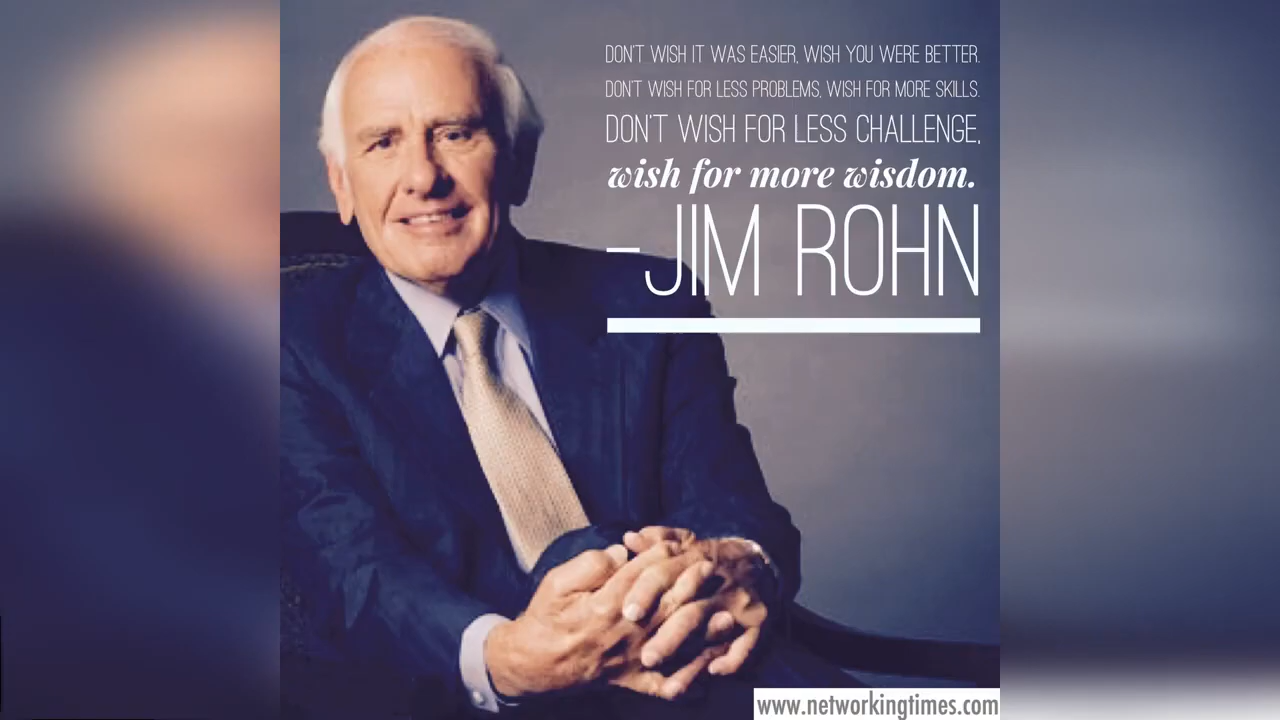 DON'T WISH IT WAS EASIER, WISH YOU WERE BETTER.
DON'T WISH FOR LESS PROBLEMS, WISH FOR MORE SKILLS.
DON'T WISH FOR LESS CHALLENGE,
wish for more wisdom.
-JIM ROHN
www.networkingtimes.com